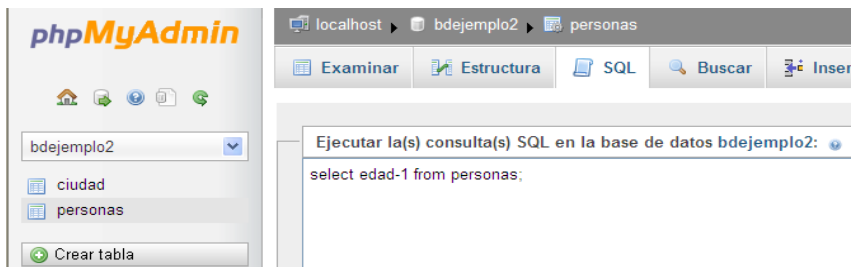 phpMyAdmin
localhost bdejemplo2 personas
Examinar Estructura SQL Buscar Inser
bdejemplo2
Ejecutar la(s) consulta(s) SQL en la base de datos bdejemplo2:
select edad-1 from personas;
ciudad
personas
Crear tabla